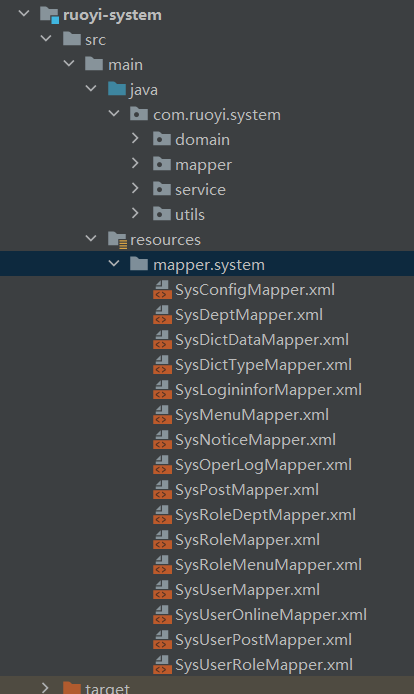 ruoyi-system
src
main
java
com.ruoyi.system
domain
mapper
service
utils
resources
mapper.system
SysConfigMapper.xml
SysDeptMapper.xml
SysDictDataMapper.xml
SysDictTypeMapper.xml
SysLogininforMapper.xml
SysMenuMapper.xml
SysNoticeMapper.xml
SysOperLogMapper.xml
SysPostMapper.xml
SysRoleDeptMapper.xml
SysRoleMapper.xml
SysRoleMenuMapper.xml
SysUserMapper.xml
SysUserOnlineMapper.xml
SysUserPostMapper.xml
SysUserRoleMapper.xml
target